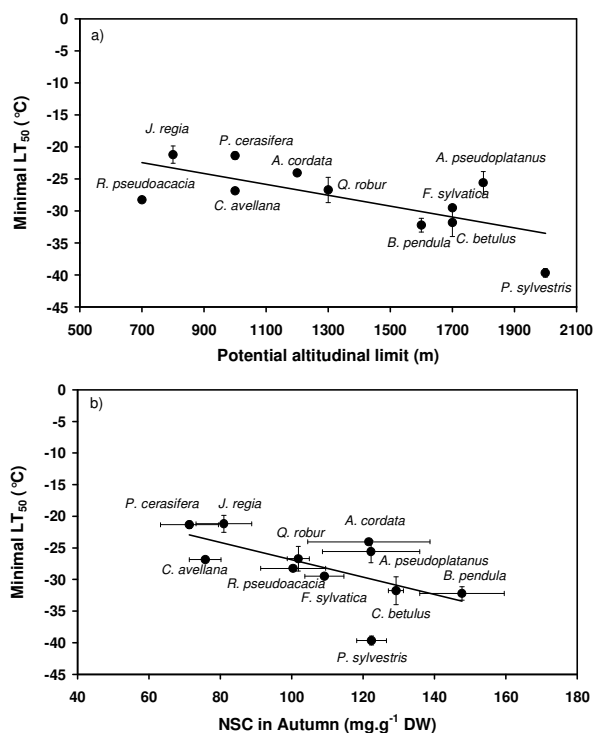 a)
0
-5
-10
-15
-20
-25
-30
-35
-40
-45
Minimal LT50 (°C)
J. regia
P. cerasifera
A. cordata
A. pseudoplatanus
R. pseudoacacia
C. avellana
Q. robur
F. sylvatica
B. pendula
C. betulus
P. sylvestris
500 700 900 1100 1300 1500 1700 1900 2100
Potential altitudinal limit (m)
b)
0
-5
-10
-15
-20
-25
-30
-35
-40
-45
Minimal LT50 (°C)
P. cerasifera
J. regia
Q. robur
A. cordata
C. avellana
R. pseudoacacia
A. pseudoplatanus
F. sylvatica
B. pendula
C. betulus
P. sylvestris
40 60 80 100 120 140 160 180
NSC in Autumn (mg.g-1 DW)